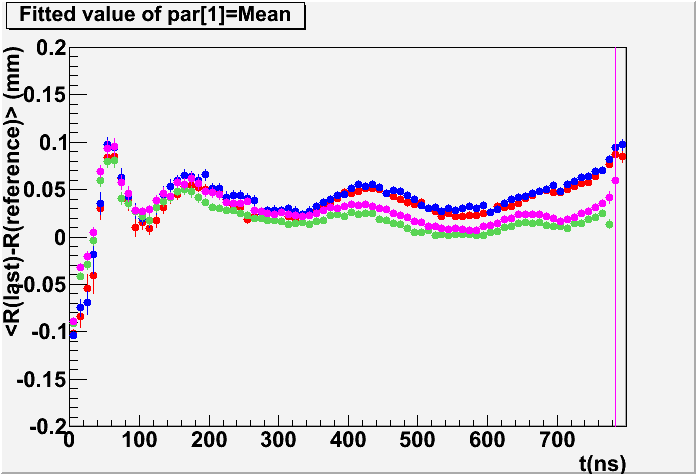 Fitted value of par[1]=Mean
<R(last)-R(reference)> (mm)
0.2
0.15
0.1
0.05
0
-0.05
-0.1
-0.15
-0.2
0 100 200 300 400 500 600 700
t(ns)